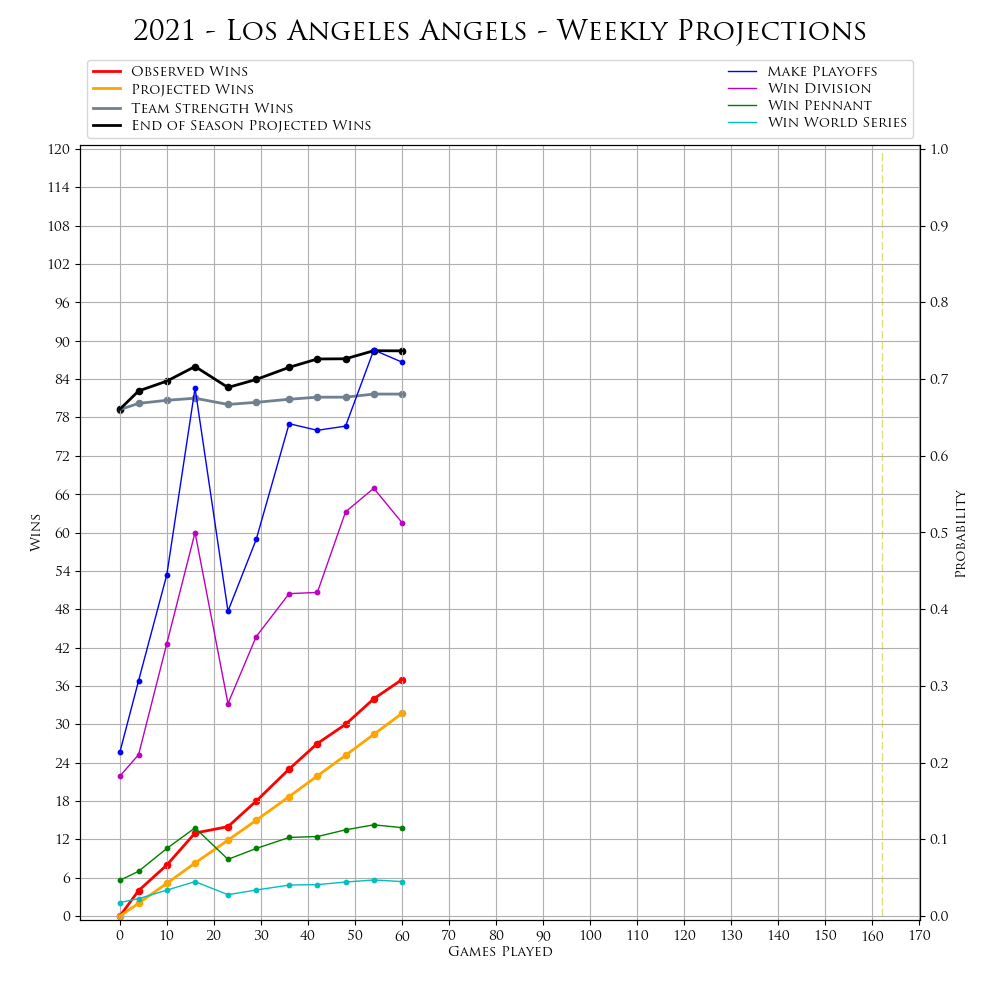 2021 - Los Angeles Angels - Weekly Projections
Observed Wins
Projected Wins
Team Strength Wins
End of Season Projected Wins
Make Playoffs
Win Division
Win Pennant
Win World Series
120
114
108
102
96
90
84
78
72
66
60
54
48
42
36
30
24
18
12
6
0
Wins
1.0
0.9
0.8
0.7
0.6
0.5
0.4
0.3
0.2
0.1
0.0
Probability
0 10 20 30 40 50 60 70 80 90 100 110 120 130 140 150 160 170
Games Played